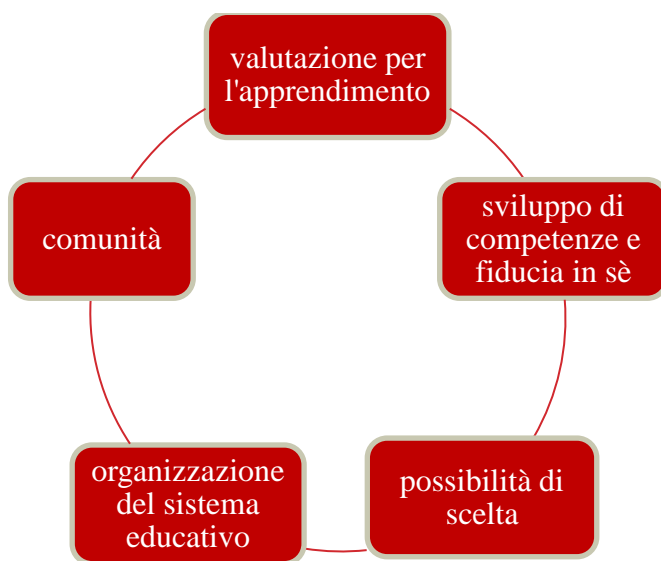 valutazione per
l'apprendimento
sviluppo di
competenze e
fiducia in sè
possibilità di
scelta
organizzazione
del sistema
educativo
comunità